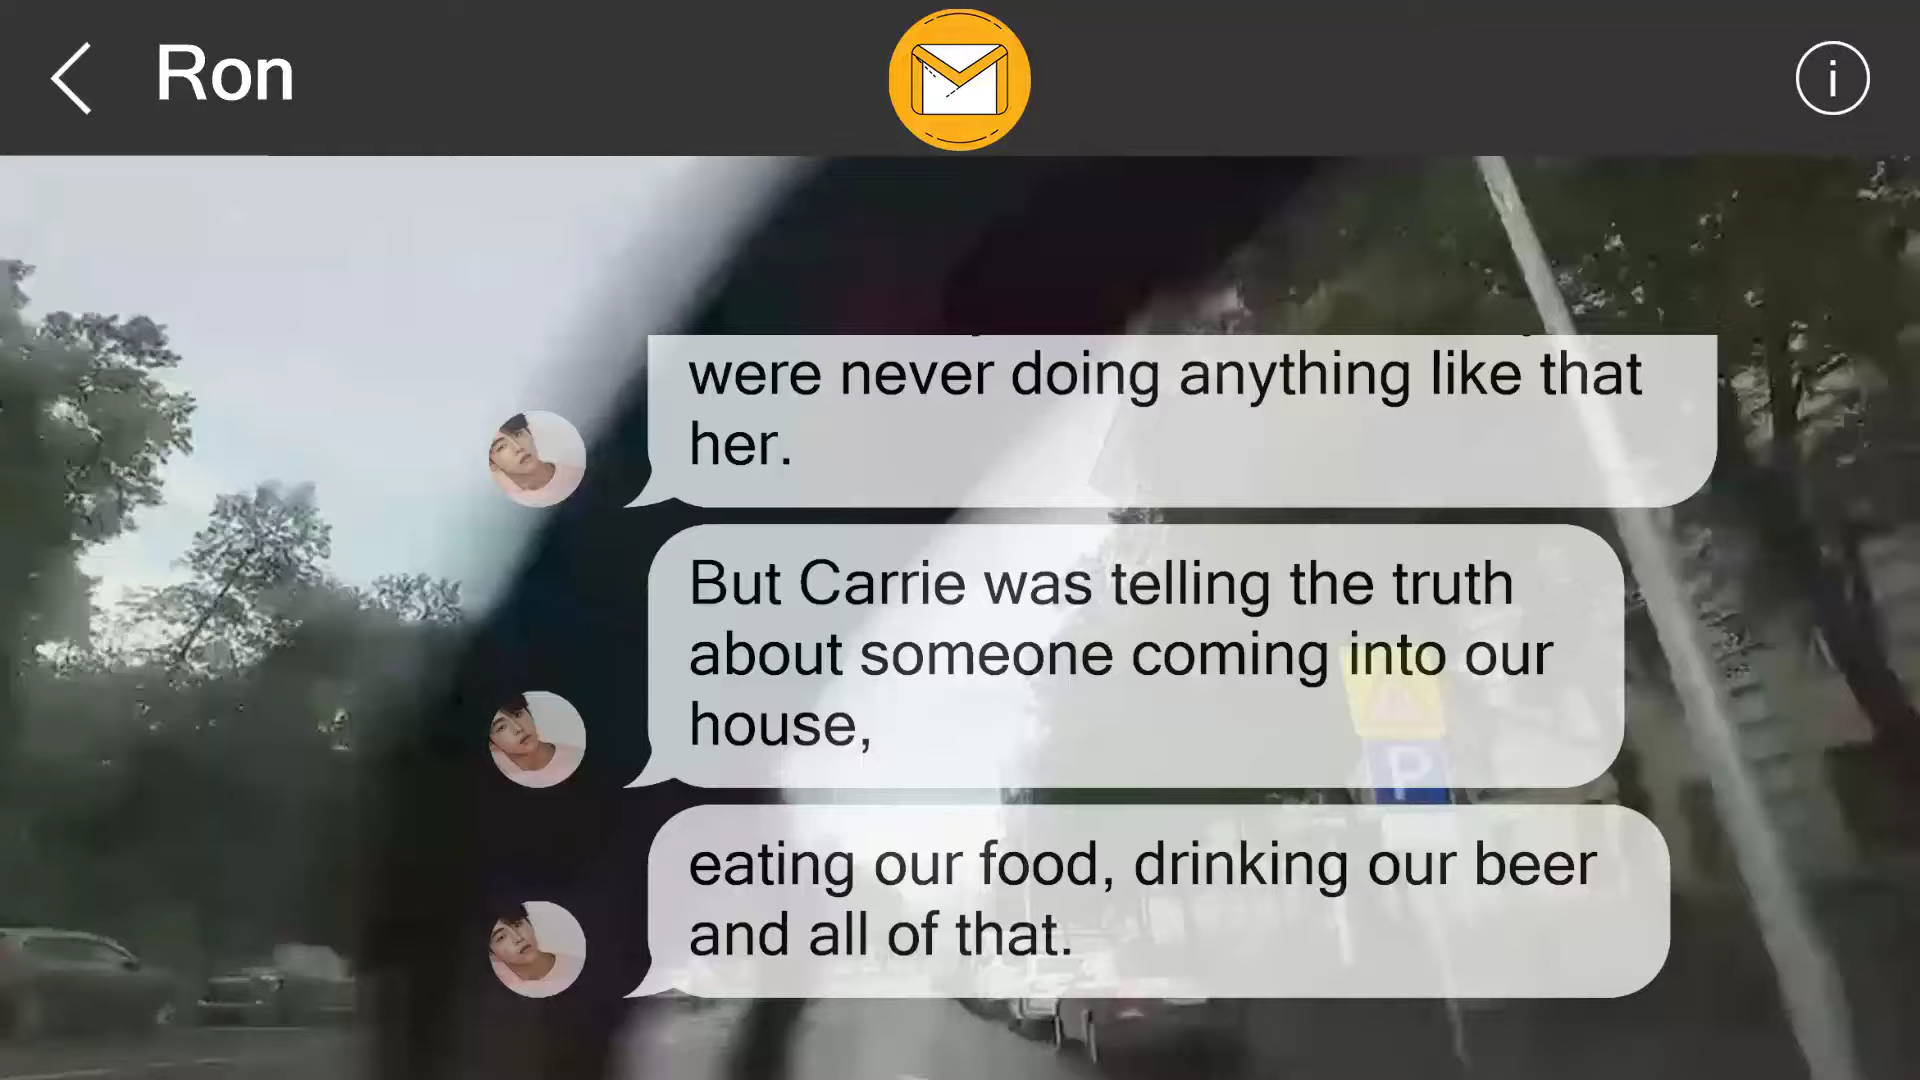 Ron
i
were never doing anything like that
her.
But Carrie was telling the truth
about someone coming into our
house,
eating our food, drinking our beer
and all of that.
P